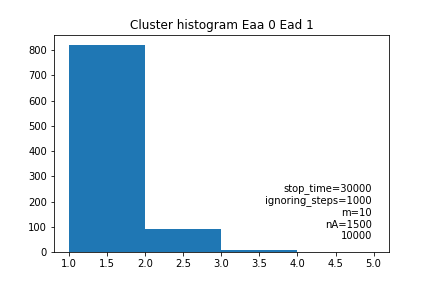 Cluster histogram Eaa 0 Ead 1
800
700
600
500
400
300
200
100
0
stop_time=30000
ignoring_steps=1000
m=10
nA=1500
10000
1.0 1.5 2.0 2.5 3.0 3.5 4.0 4.5 5.0